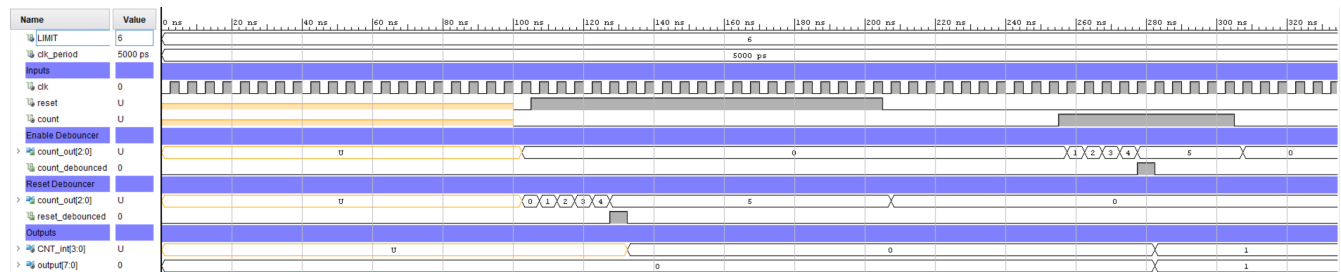 Name Value 0 ns 20 ns 40 ns 60 ns 80 ns 100 ns 120 ns 140 ns 160 ns 180 ns 200 ns 220 ns 240 ns 260 ns 280 ns 300 ns 320 ns
LIMIT 6 6
clk_period 5000 ps 5000 ps
Inputs
clk 0
reset U
count U
Enable Debouncer
> count_out[2:0] U U 0 1 2 3 4 5 0
count_debounced 0
Reset Debouncer
> count_out[2:0] U U 0 1 2 3 4 5 0
reset_debounced 0
Outputs
> CNT_int[3:0] U U 0 1
> output[7:0] 0 0 1